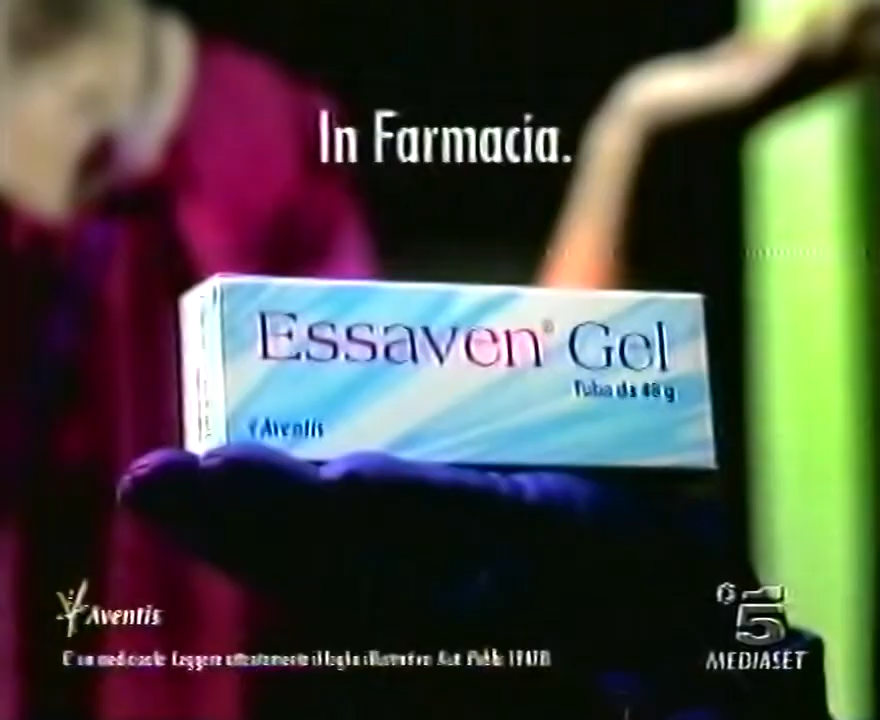 In Farmacia.
Essaven® Gel
Tubo da 40 g
Aventis
Aventis
È un medicinale. Leggere attentamente il foglio illustrativo. Aut. Pubbl.
5
MEDIASET